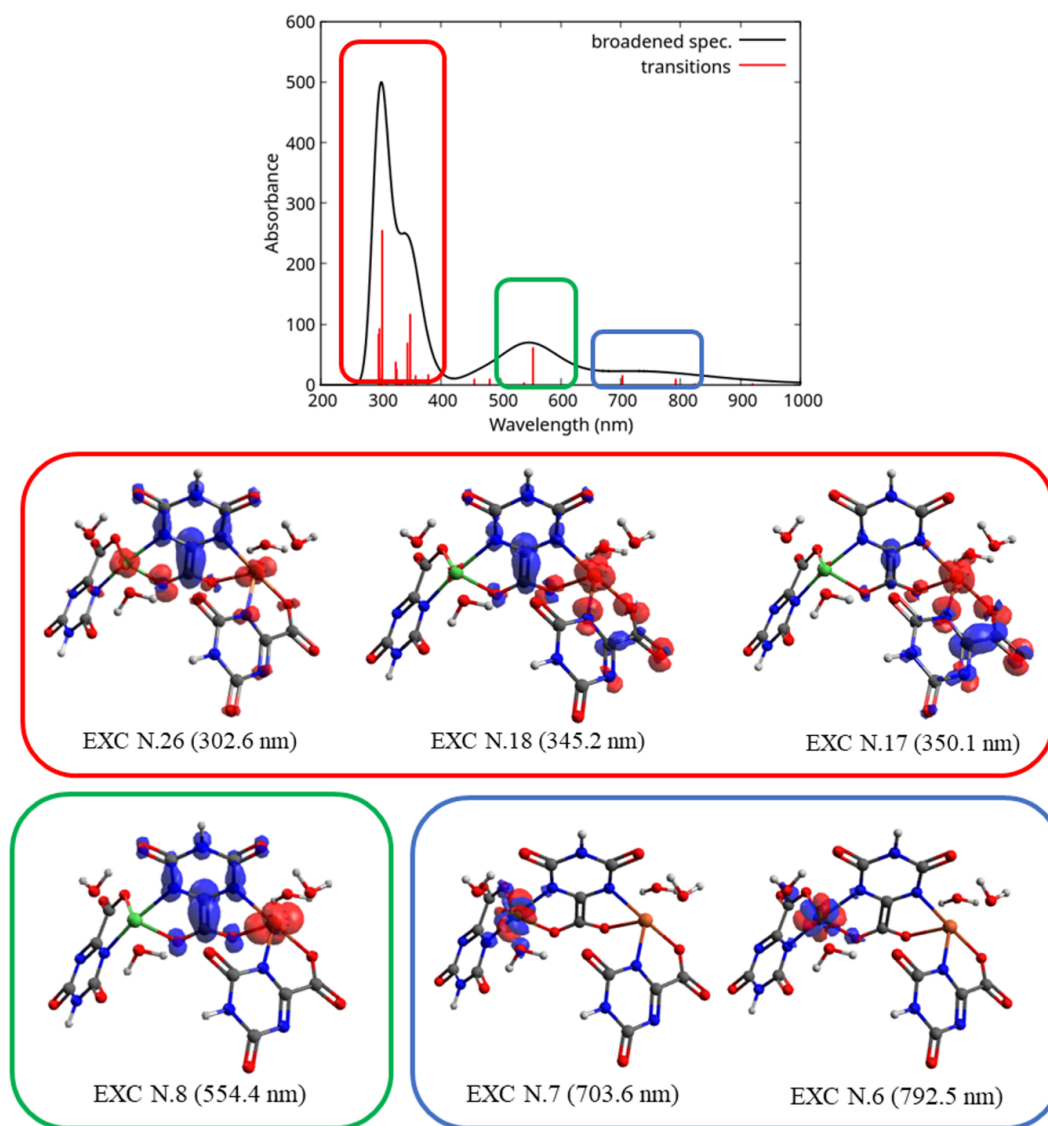 600
500
400
300
200
100
0
Absorbance
broadened spec.
transitions
200 300 400 500 600 700 800 900 1000
Wavelength (nm)
EXC N.26 (302.6 nm) EXC N.18 (345.2 nm) EXC N.17 (350.1 nm)
EXC N.8 (554.4 nm) EXC N.7 (703.6 nm) EXC N.6 (792.5 nm)